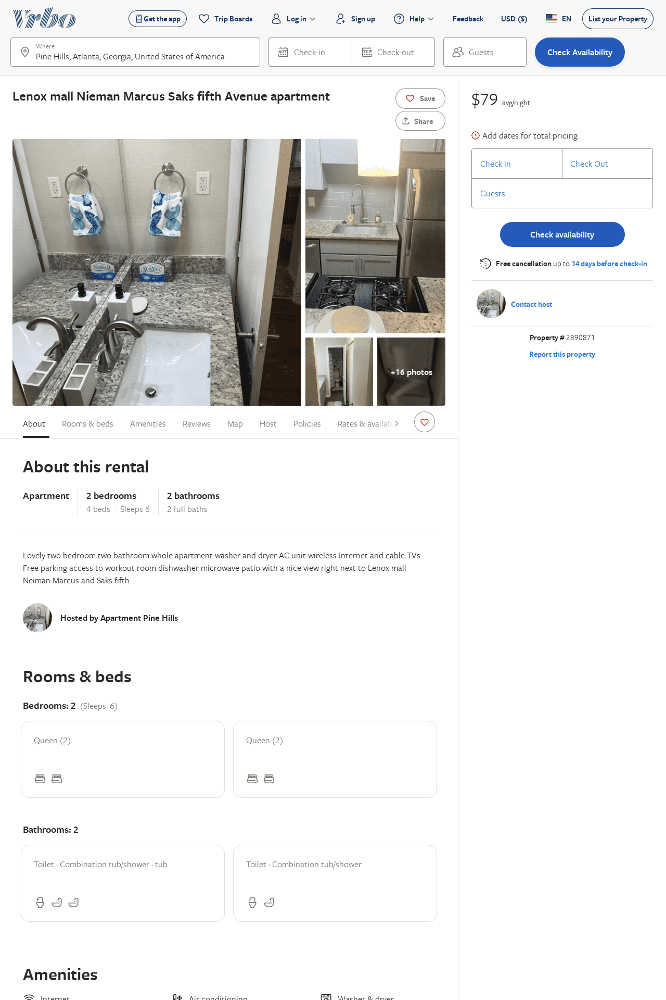 Vrbo
Get the app
Trip Boards
Log in
Sign up
Help
Feedback
USD ($)
EN
List your Property
Where
Pine Hills, Atlanta, Georgia, United States of America
Check-in
Check-out
Guests
Check Availability
Lenox mall Nieman Marcus Saks fifth Avenue apartment
Save
Share
$79 avg/night
Add dates for total pricing
Check In
Check Out
Guests
Check availability
Free cancellation up to 14 days before check-in
Contact host
Property # 2890871
Report this property
Scotties
+16 photos
About
Rooms & beds
Amenities
Reviews
Map
Host
Policies
Rates & availab
About this rental
Apartment
2 bedrooms
4 beds · Sleeps 6
2 bathrooms
2 full baths
Lovely two bedroom two bathroom whole apartment washer and dryer AC unit wireless Internet and cable TVs
Free parking access to workout room dishwasher microwave patio with a nice view right next to Lenox mall
Neiman Marcus and Saks fifth
Hosted by Apartment Pine Hills
Rooms & beds
Bedrooms: 2 (Sleeps: 6)
Queen (2)
Queen (2)
Bathrooms: 2
Toilet · Combination tub/shower · tub
Toilet · Combination tub/shower
Amenities
Internet
Air conditioning
Washer & dryer